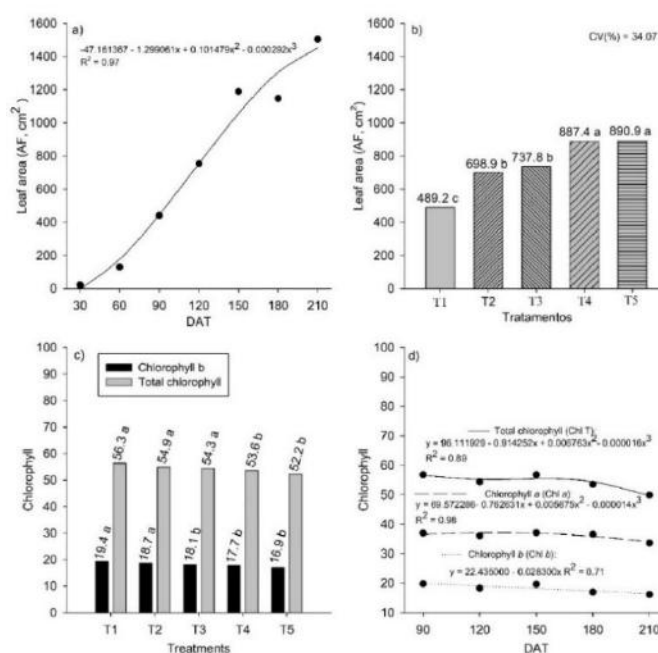 a)
-47.161367 - 1.299061x + 0.101479x² - 0.000292x³
R² = 0.97
Leaf area (AF, cm²)
1600
1400
1200
1000
800
600
400
200
0
30 60 90 120 150 180 210
DAT
b)
CV(%) = 34.07
Leaf area (AF, cm²)
1600
1400
1200
1000
800
600
400
200
0
489.2 c
698.9 b
737.8 b
887.4 a
890.9 a
T1 T2 T3 T4 T5
Tratamentos
c)
Chlorophyll b
Total chlorophyll
Chlorophyll
100
90
80
70
60
50
40
30
20
10
0
19.4 a
56.3 a
18.7 a
54.9 a
18.1 b
54.3 a
17.7 b
53.6 b
16.9 b
52.2 b
T1 T2 T3 T4 T5
Treatments
d)
100
90
80
70
60
50
40
30
20
10
0
Chlorophyll
Total chlorophyll (Chl T):
y = 96.111929 - 0.914252x + 0.006763x² - 0.000016x³
R² = 0.89
Chlorophyll a (Chl a):
y = 69.572286 - 0.762631x + 0.005675x² - 0.000014x³
R² = 0.98
Chlorophyll b (Chl b):
y = 22.435000 - 0.028300x R² = 0.71
90 120 150 180 210
DAT